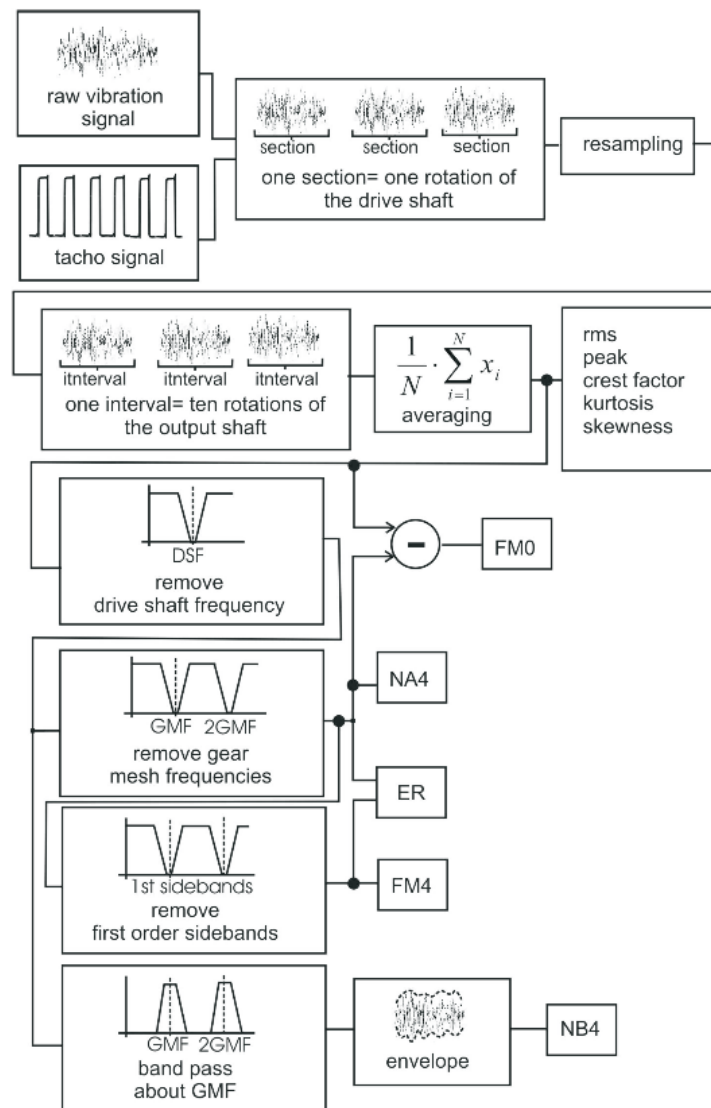 raw vibration
signal
section
section
section
one section= one rotation of
the drive shaft
resampling
tacho signal
itnterval
itnterval
itnterval
one interval= ten rotations of
the output shaft
1/N · ∑ i=1 N x i
averaging
rms
peak
crest factor
kurtosis
skewness
DSF
remove
drive shaft frequency
-
FM0
GMF 2GMF
remove gear
mesh frequencies
NA4
ER
1st sidebands
remove
first order sidebands
FM4
GMF 2GMF
band pass
about GMF
envelope
NB4